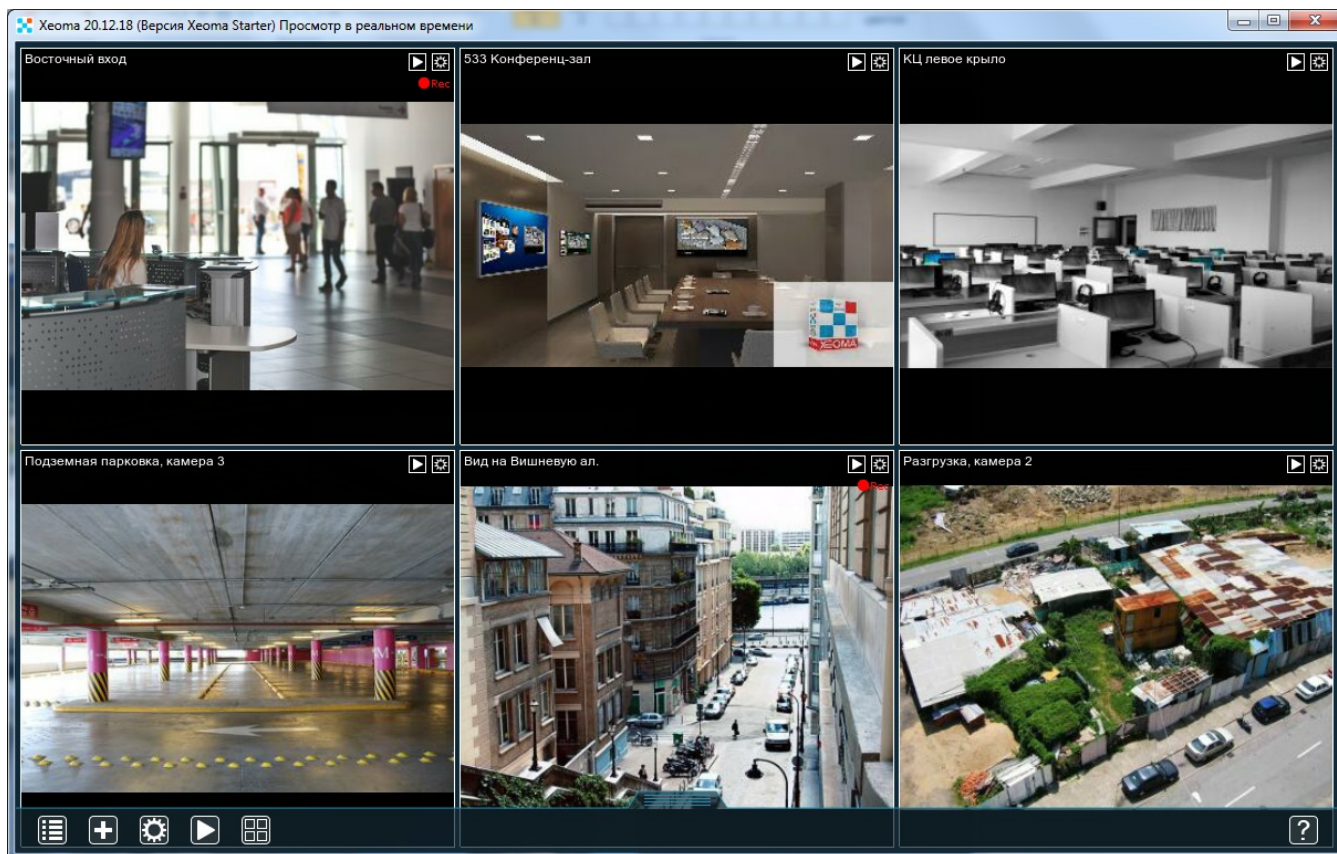 Xeoma 20.12.18 (Версия Xeoma Starter) Просмотр в реальном времени
Восточный вход
Rec
533 Конференц-зал
КЦ левое крыло
XEOMA
Подземная парковка, камера 3
Вид на Вишневую ал.
Rec
Разгрузка, камера 2
M
?